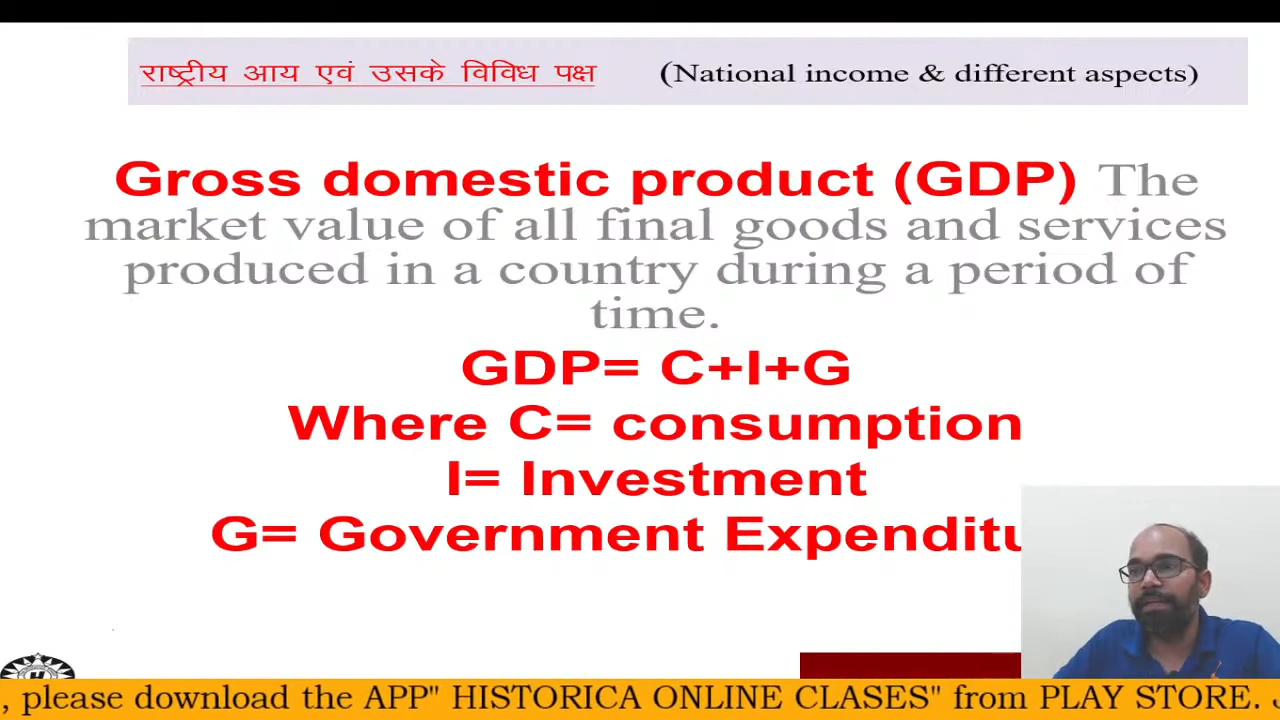 राष्ट्रीय आय एवं उसके विविध पक्ष (National income & different aspects)
Gross domestic product (GDP) The
market value of all final goods and services
produced in a country during a period of
time.
GDP= C+I+G
Where C= consumption
I= Investment
G= Government Expenditu
, please download the APP" HISTORICA ONLINE CLASES" from PLAY STORE. J